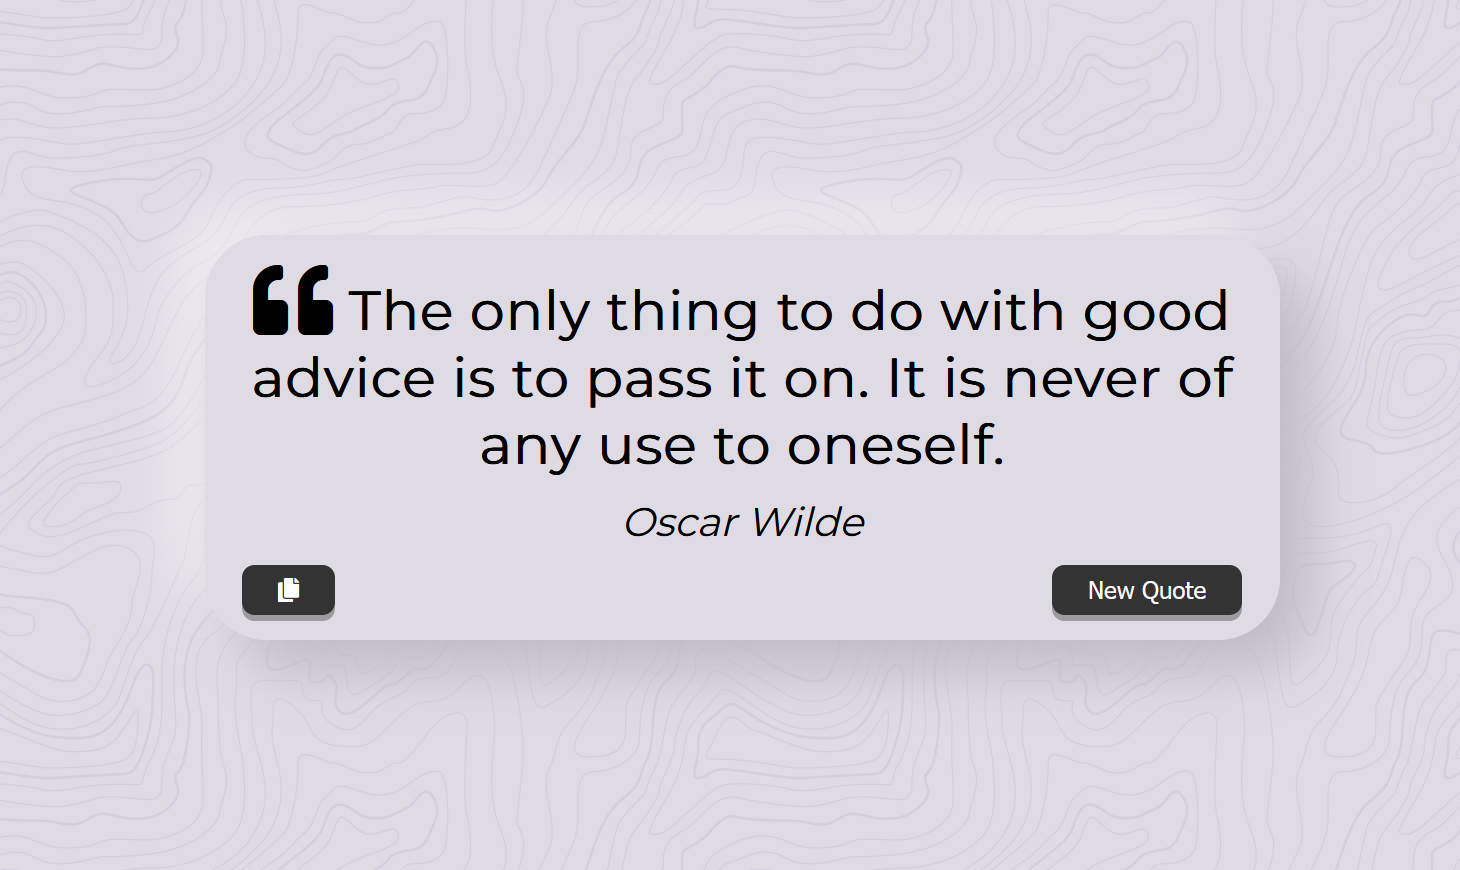 The only thing to do with good
advice is to pass it on. It is never of
any use to oneself.
Oscar Wilde
New Quote